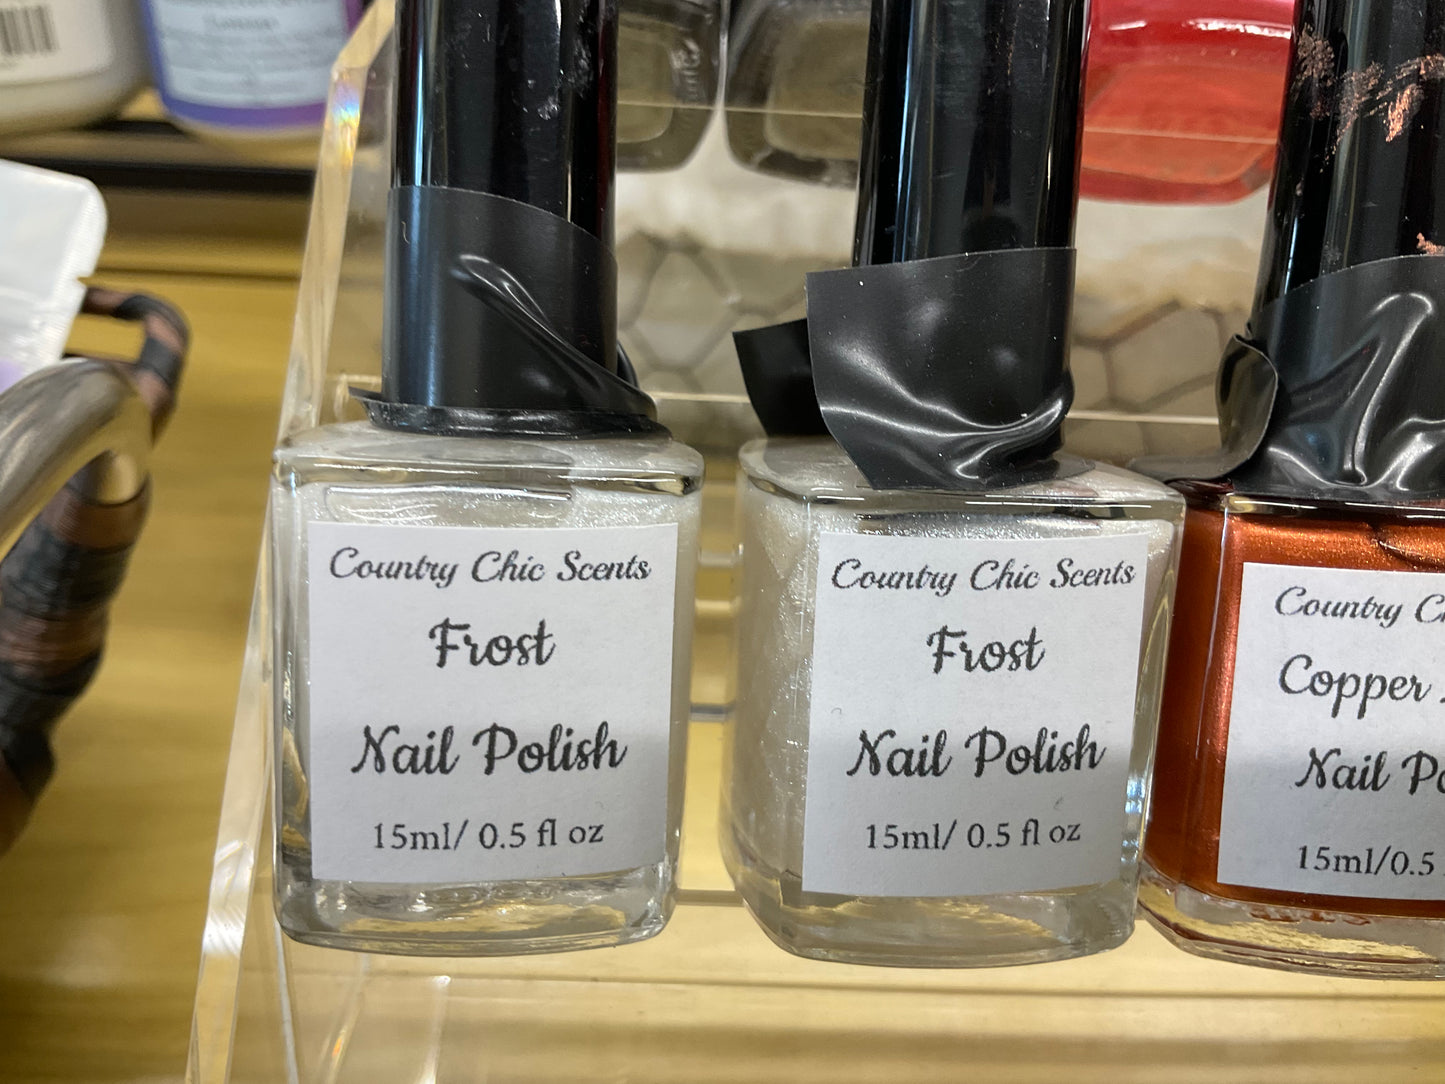 Country Chic Scents
Frost
Nail Polish
15ml/ 0.5 fl oz
Country Chic Scents
Frost
Nail Polish
15ml/ 0.5 fl oz
Country
Copper
Nail
15ml/0.5